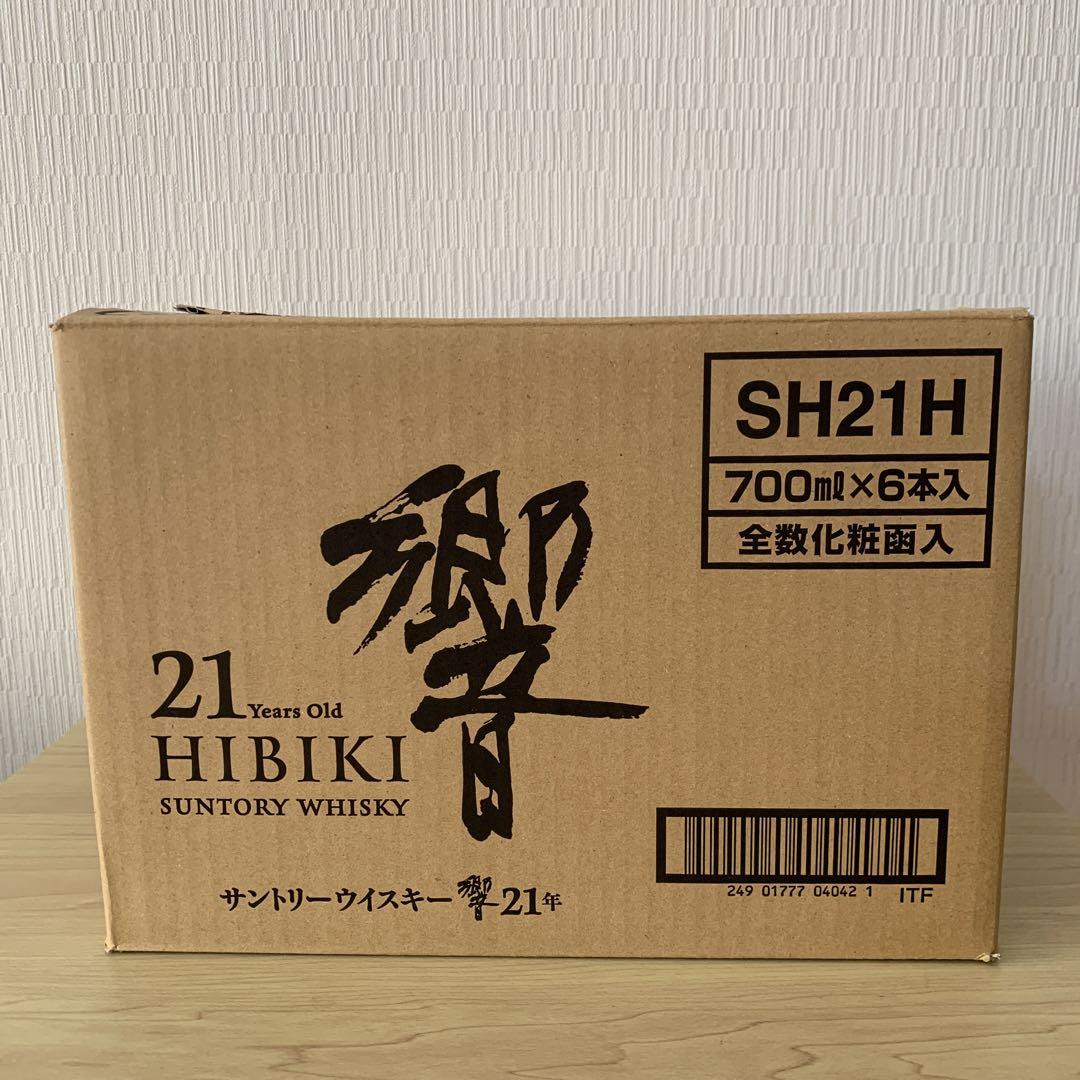 SH21H
700ml×6本入
全数化粧函入
響
21 Years Old
HIBIKI
SUNTORY WHISKY
サントリーウイスキー響21年
249 01777 04042 1 ITF